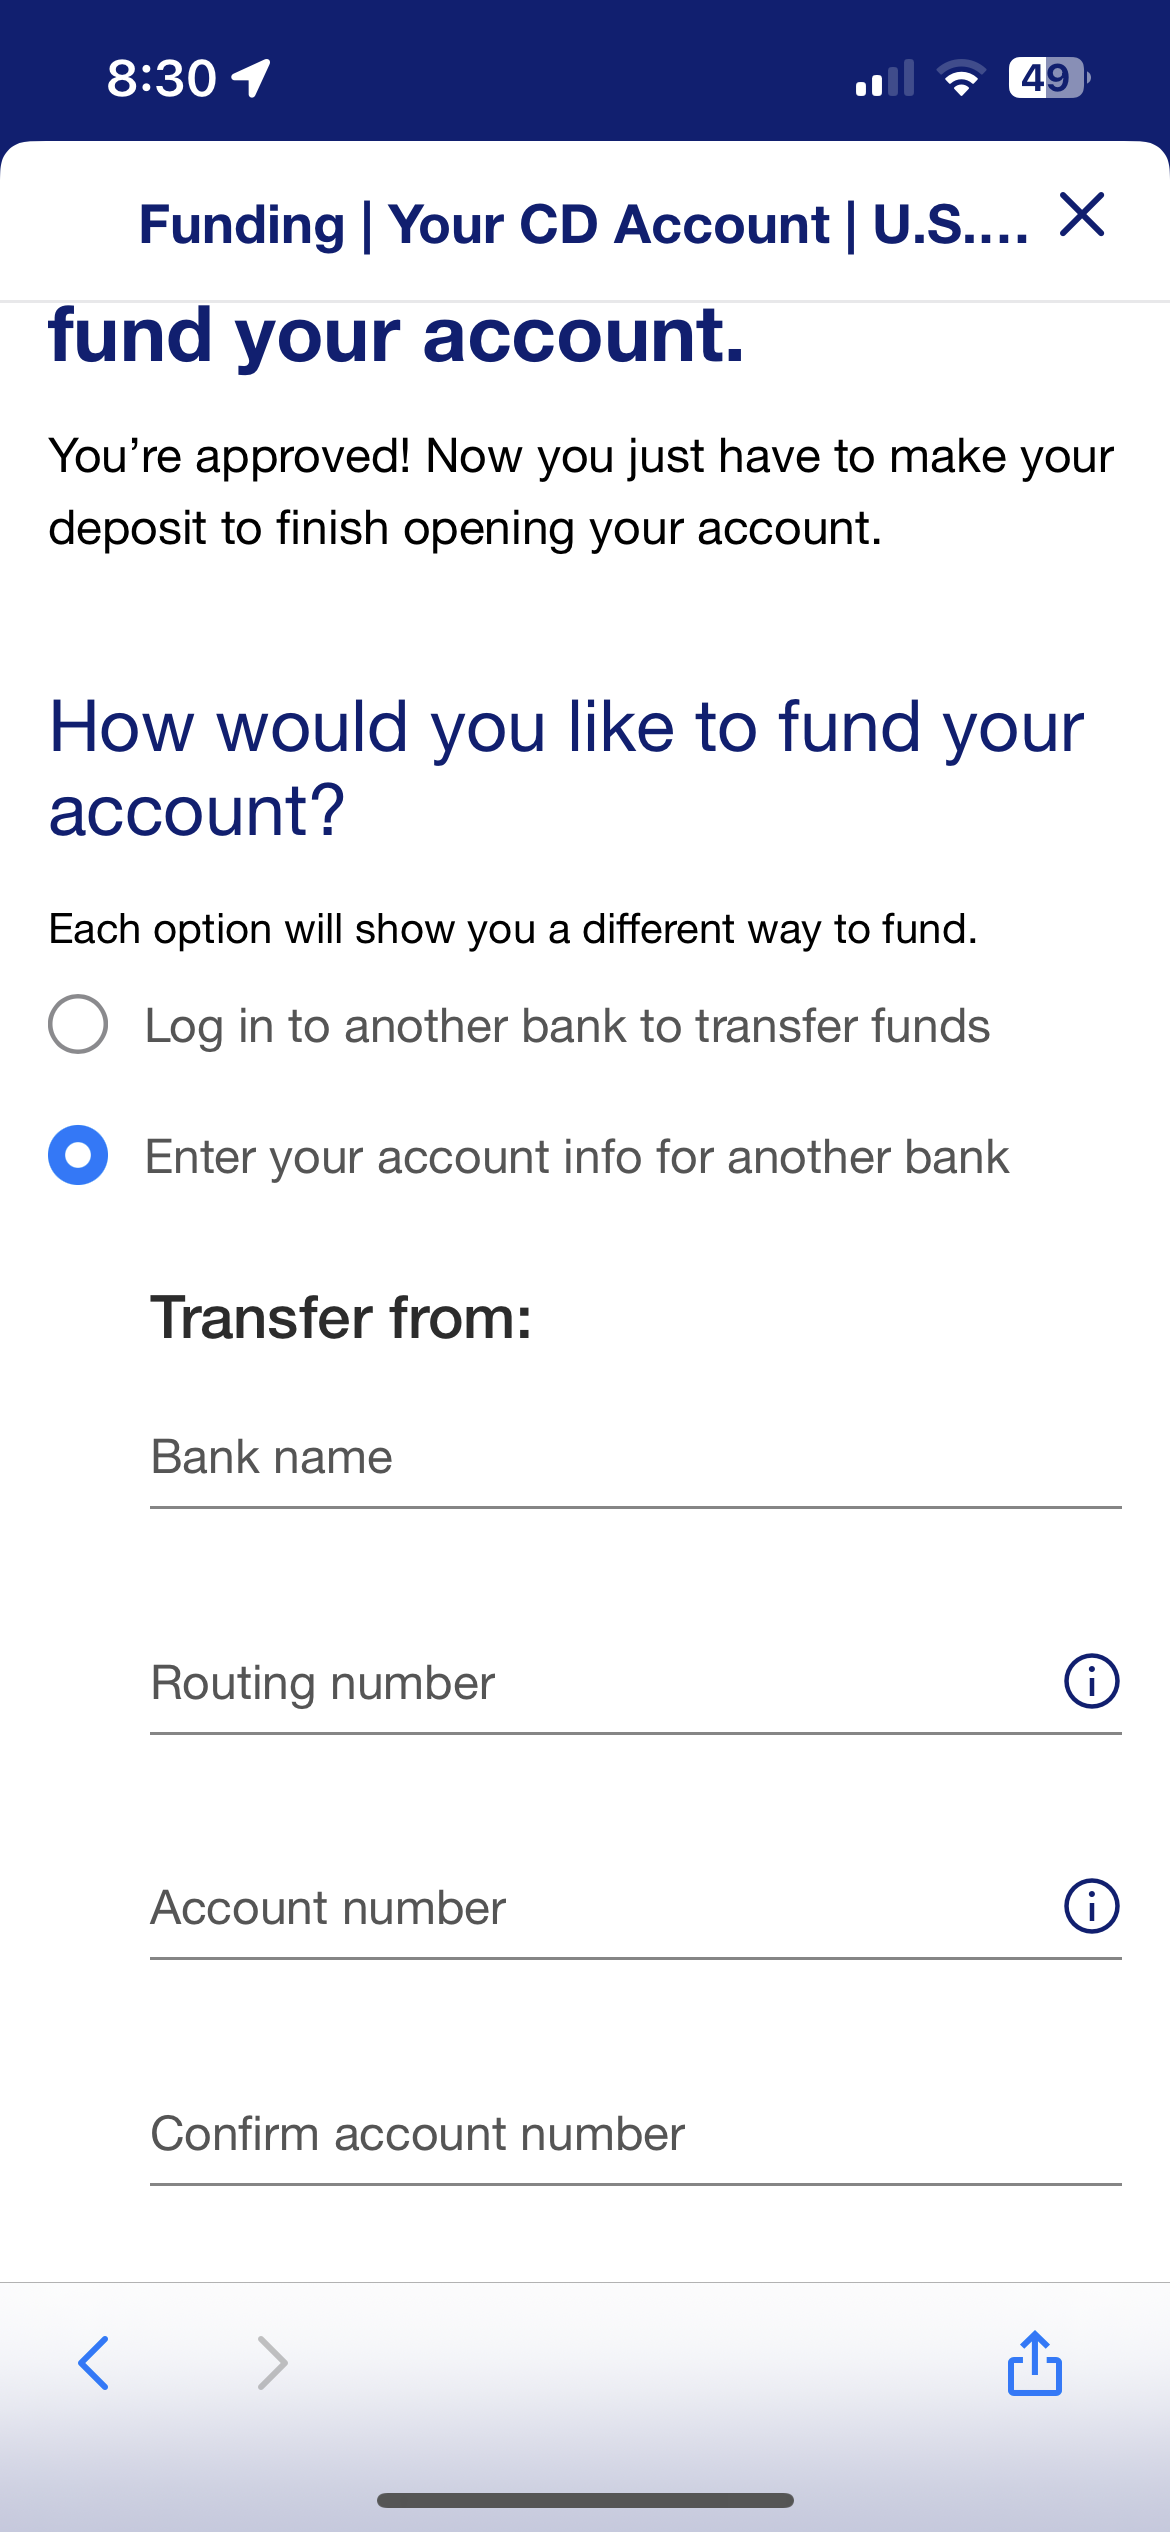 8:30
49
Funding | Your CD Account | U.S....
fund your account.
You’re approved! Now you just have to make your
deposit to finish opening your account.
How would you like to fund your
account?
Each option will show you a different way to fund.
Log in to another bank to transfer funds
Enter your account info for another bank
Transfer from:
Bank name
Routing number
Account number
Confirm account number